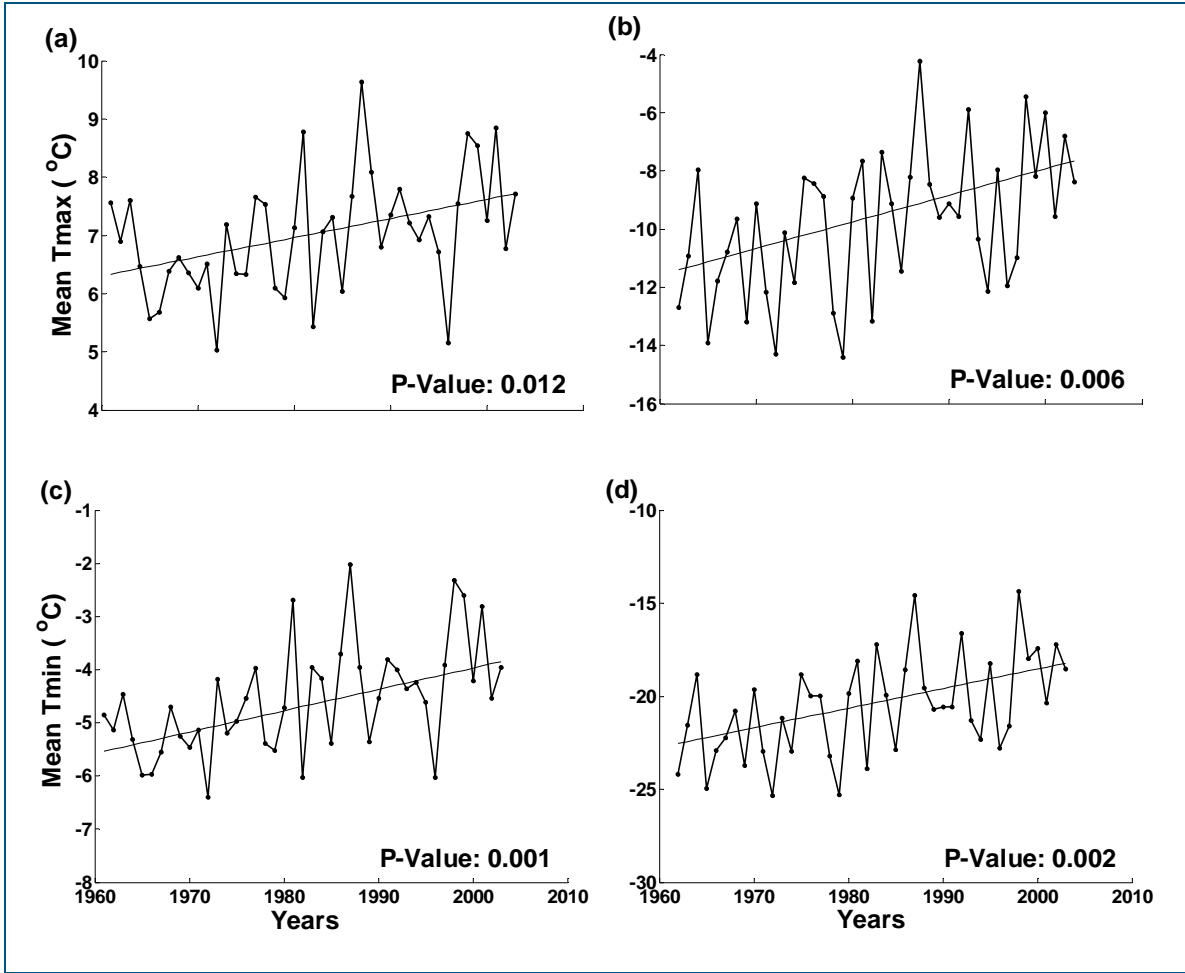 (a)
10
9
8
7
6
5
4
Mean Tmax ( °C)
P-Value: 0.012
(b)
-4
-6
-8
-10
-12
-14
-16
P-Value: 0.006
(c)
-1
-2
-3
-4
-5
-6
-7
-8
Mean Tmin ( °C)
P-Value: 0.001
1960 1970 1980 1990 2000 2010
Years
(d)
-10
-15
-20
-25
-30
P-Value: 0.002
1960 1970 1980 1990 2000 2010
Years